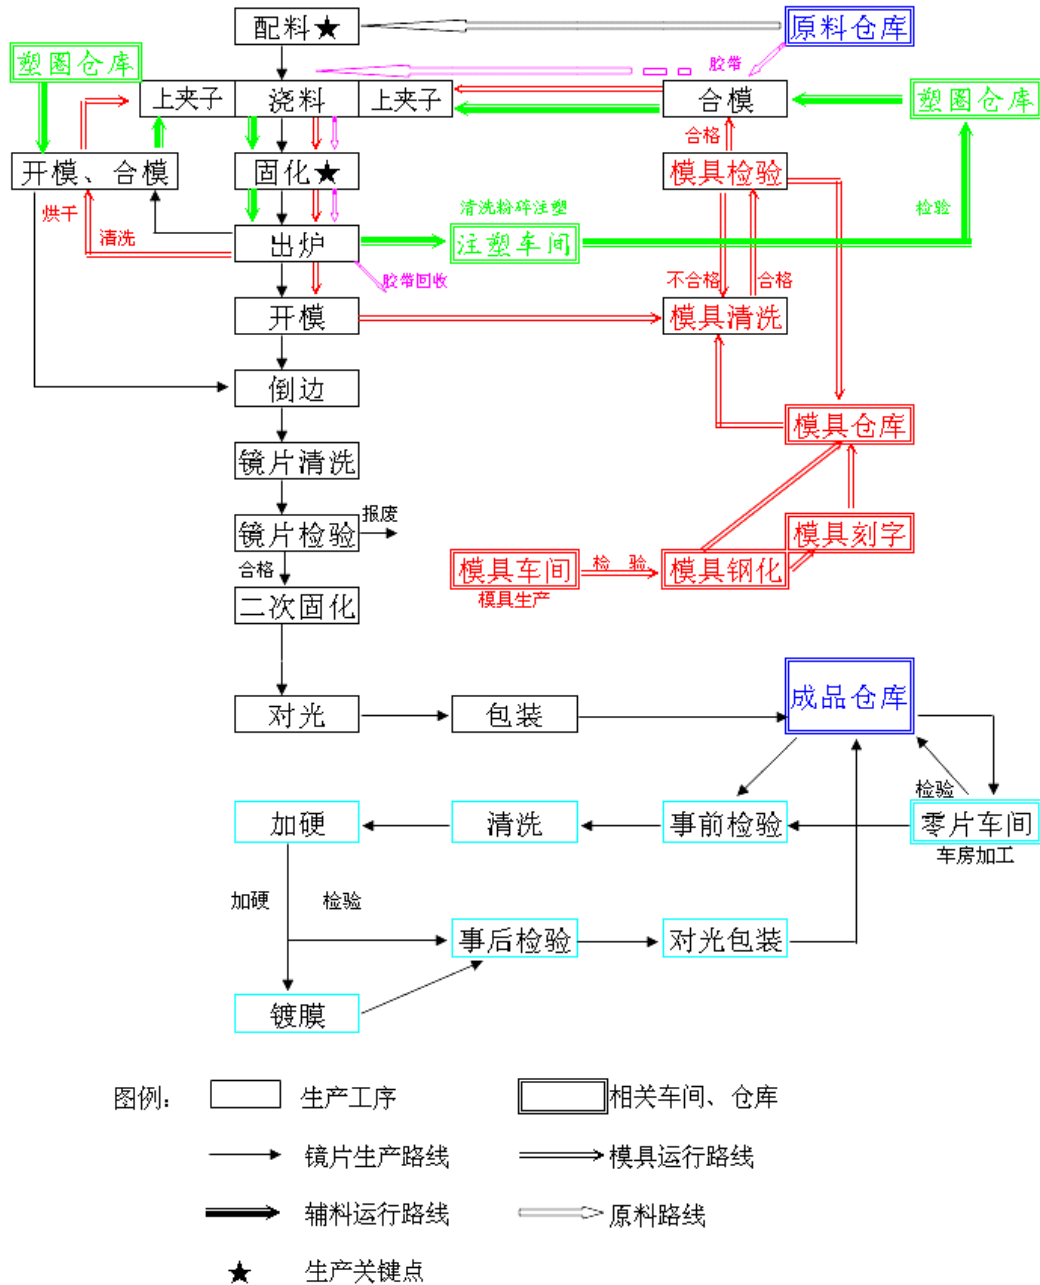 配料★
原料仓库
塑圈仓库
胶带
上夹子
浇料
上夹子
合模
塑圈仓库
合格
开模、合模
固化★
模具检验
烘干
清洗
清洗粉碎注塑
检验
出炉
注塑车间
胶带回收
不合格
合格
开模
模具清洗
倒边
模具仓库
镜片清洗
镜片检验
报废
模具刻字
合格
模具车间
检 验
模具钢化
模具生产
二次固化
成品仓库
对光
包装
检验
加硬
清洗
事前检验
零片车间
车房加工
加硬
检验
事后检验
对光包装
镀膜
图例:
生产工序
相关车间、仓库
镜片生产路线
模具运行路线
辅料运行路线
原料路线
★
生产关键点